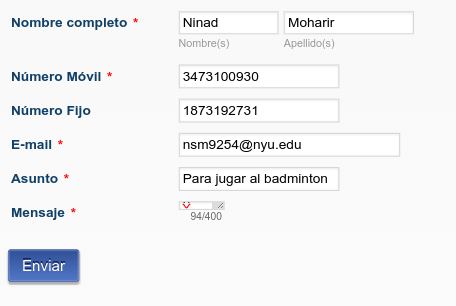 Nombre completo * Ninad Moharir
Nombre(s) Apellido(s)
Número Móvil * 3473100930
Número Fijo 1873192731
E-mail * nsm9254@nyu.edu
Asunto * Para jugar al badminton
Mensaje *
94/400
Enviar